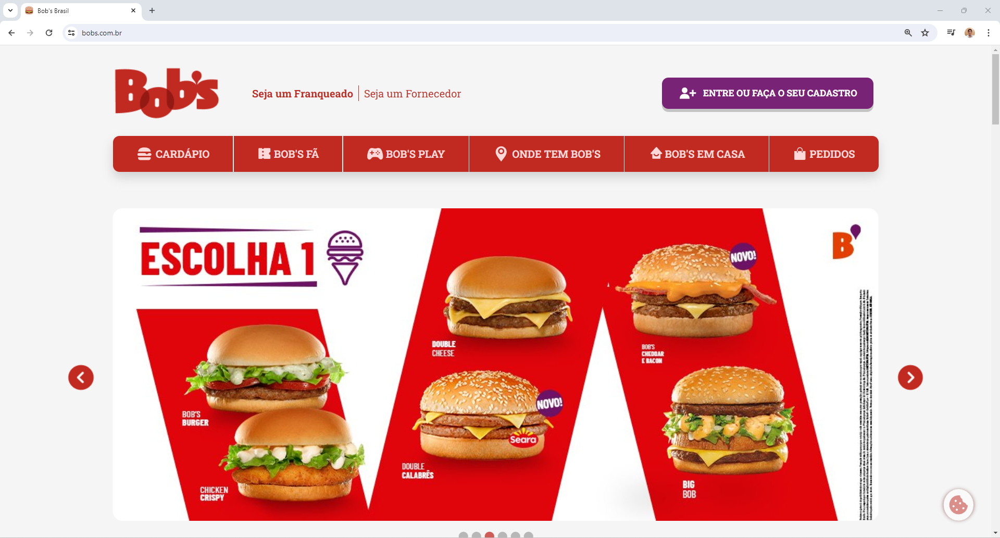 Bob's Brasil
bobs.com.br
Bob's
Seja um Franqueado
Seja um Fornecedor
ENTRE OU FAÇA O SEU CADASTRO
CARDÁPIO
BOB'S FÃ
BOB'S PLAY
ONDE TEM BOB'S
BOB'S EM CASA
PEDIDOS
ESCOLHA 1
B
NOVO!
DOUBLE
CHEESE
BOB'S
CHEDDAR
E BACON
BOB'S
BURGER
NOVO!
Seara
DOUBLE
CALABRÊS
CHICKEN
CRISPY
BIG
BOB